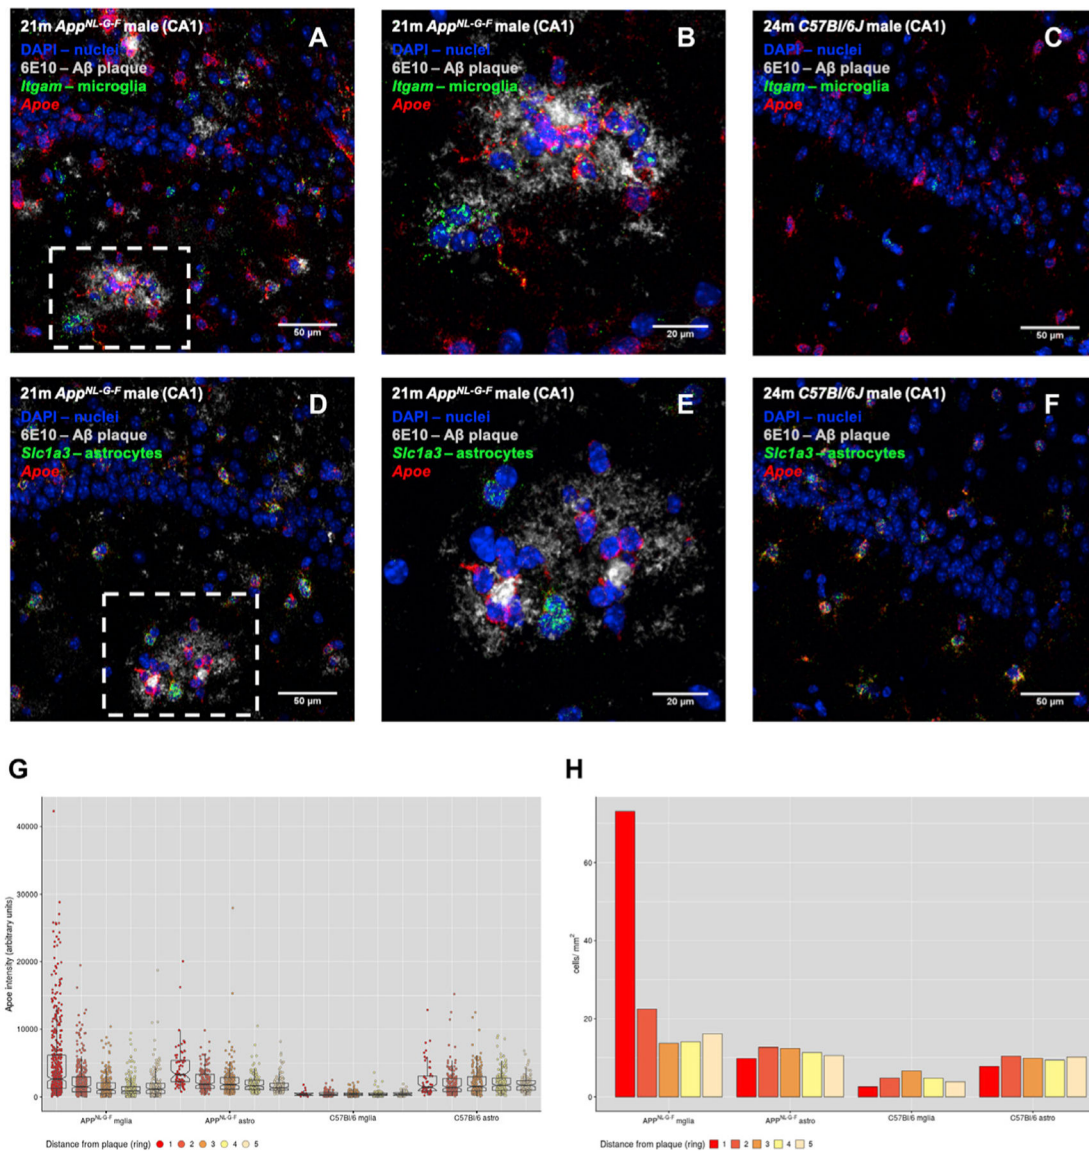 21m App^NL-G-F male (CA1)
A
DAPI – nuclei
6E10 – Aβ plaque
Itgam – microglia
Apoe
50 µm
21m App^NL-G-F male (CA1)
B
DAPI – nuclei
6E10 – Aβ plaque
Itgam – microglia
Apoe
20 µm
24m C57Bl/6J male (CA1)
C
DAPI – nuclei
6E10 – Aβ plaque
Itgam – microglia
Apoe
50 µm
21m App^NL-G-F male (CA1)
D
DAPI – nuclei
6E10 – Aβ plaque
Slc1a3 – astrocytes
Apoe
50 µm
21m App^NL-G-F male (CA1)
E
DAPI – nuclei
6E10 – Aβ plaque
Slc1a3 – astrocytes
Apoe
20 µm
24m C57Bl/6J male (CA1)
F
DAPI – nuclei
6E10 – Aβ plaque
Slc1a3 – astrocytes
Apoe
50 µm
G
Apoe intensity (arbitrary units)
40000
30000
20000
10000
0
APP^NL-G-F mglia
APP^NL-G-F astro
C57Bl/6 mglia
C57Bl/6 astro
Distance from plaque (ring) 1 2 3 4 5
H
cells/ mm²
60
40
20
0
APP^NL-G-F mglia
APP^NL-G-F astro
C57Bl/6 mglia
C57Bl/6 astro
Distance from plaque (ring) 1 2 3 4 5